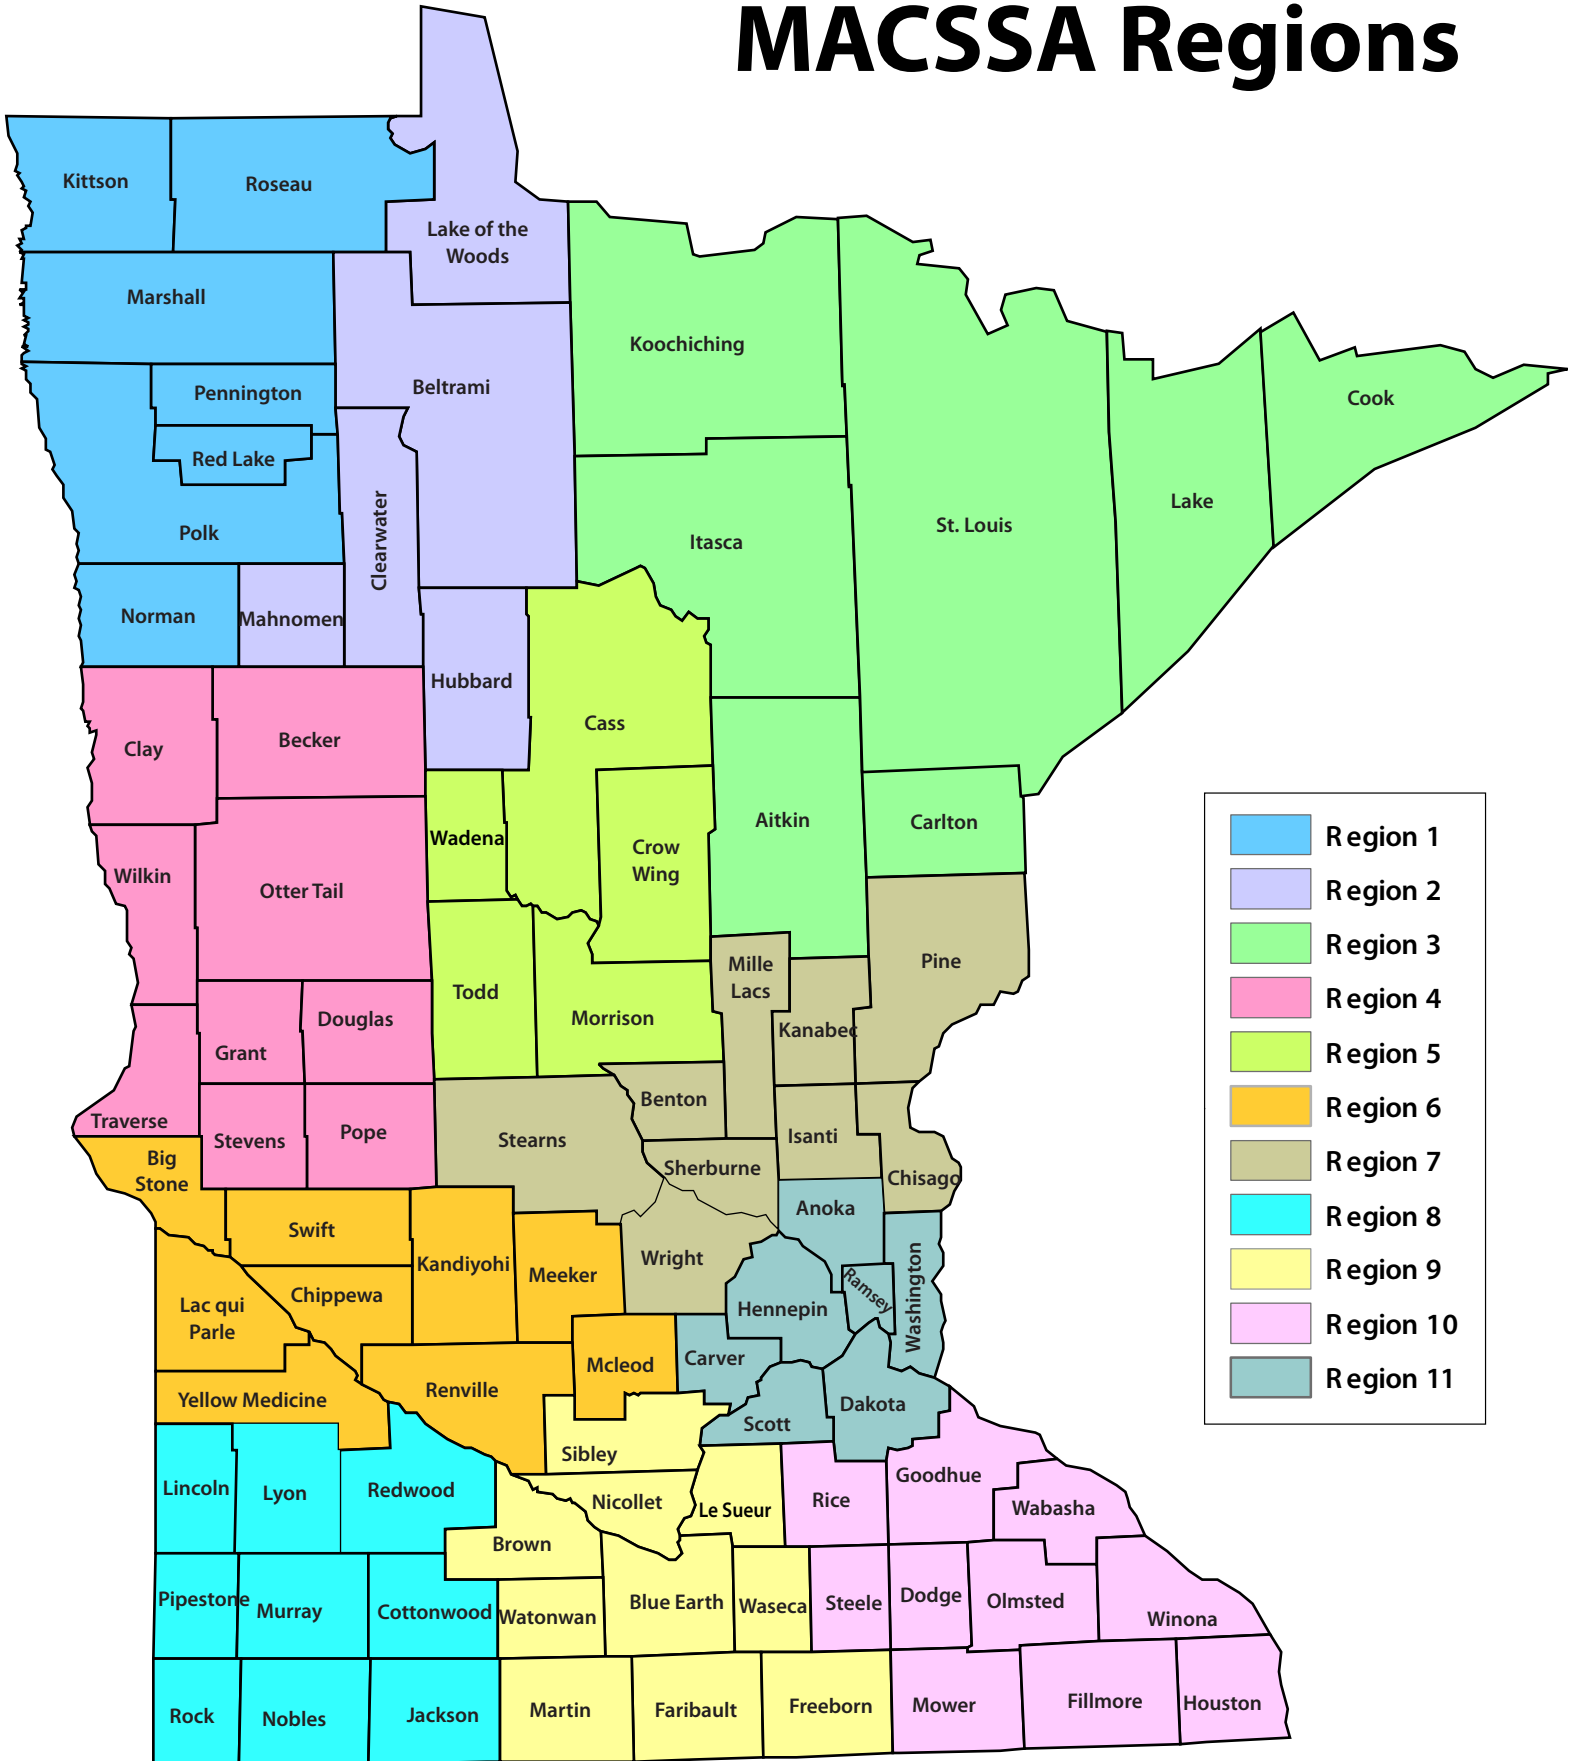 MACSSA Regions
Kittson
Roseau
Lake of the
Woods
Marshall
Koochiching
Beltrami
Pennington
Cook
Red Lake
Lake
St. Louis
Polk
Clearwater
Itasca
Norman
Mahnomen
Hubbard
Cass
Clay
Becker
Aitkin
Carlton
Wadena
Crow
Wing
Wilkin
Otter Tail
Mille
Lacs
Pine
Todd
Morrison
Kanabec
Douglas
Grant
Benton
Traverse
Stevens
Pope
Stearns
Isanti
Big
Stone
Sherburne
Chisago
Anoka
Swift
Kandiyohi
Meeker
Wright
Washington
Ramsey
Chippewa
Lac qui
Parle
Hennepin
Mcleod
Carver
Renville
Yellow Medicine
Dakota
Scott
Sibley
Goodhue
Lincoln
Lyon
Redwood
Nicollet
Le Sueur
Rice
Wabasha
Brown
Pipestone
Murray
Cottonwood
Watonwan
Blue Earth
Waseca
Steele
Dodge
Olmsted
Winona
Rock
Nobles
Jackson
Martin
Faribault
Freeborn
Mower
Fillmore
Houston
Region 1
Region 2
Region 3
Region 4
Region 5
Region 6
Region 7
Region 8
Region 9
Region 10
Region 11